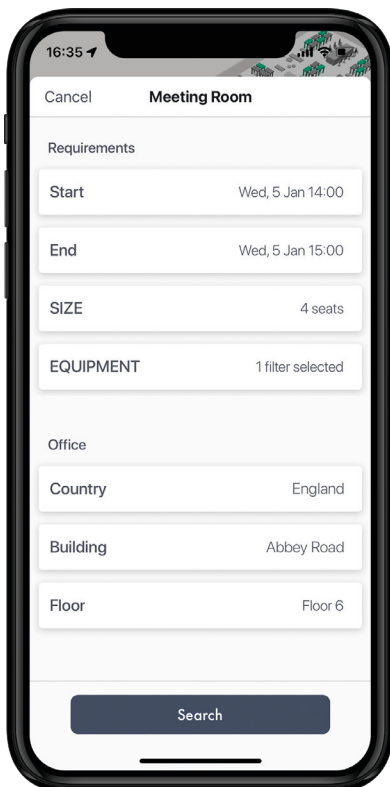 16:35
Cancel Meeting Room
Requirements
Start Wed, 5 Jan 14:00
End Wed, 5 Jan 15:00
SIZE 4 seats
EQUIPMENT 1 filter selected
Office
Country England
Building Abbey Road
Floor Floor 6
Search